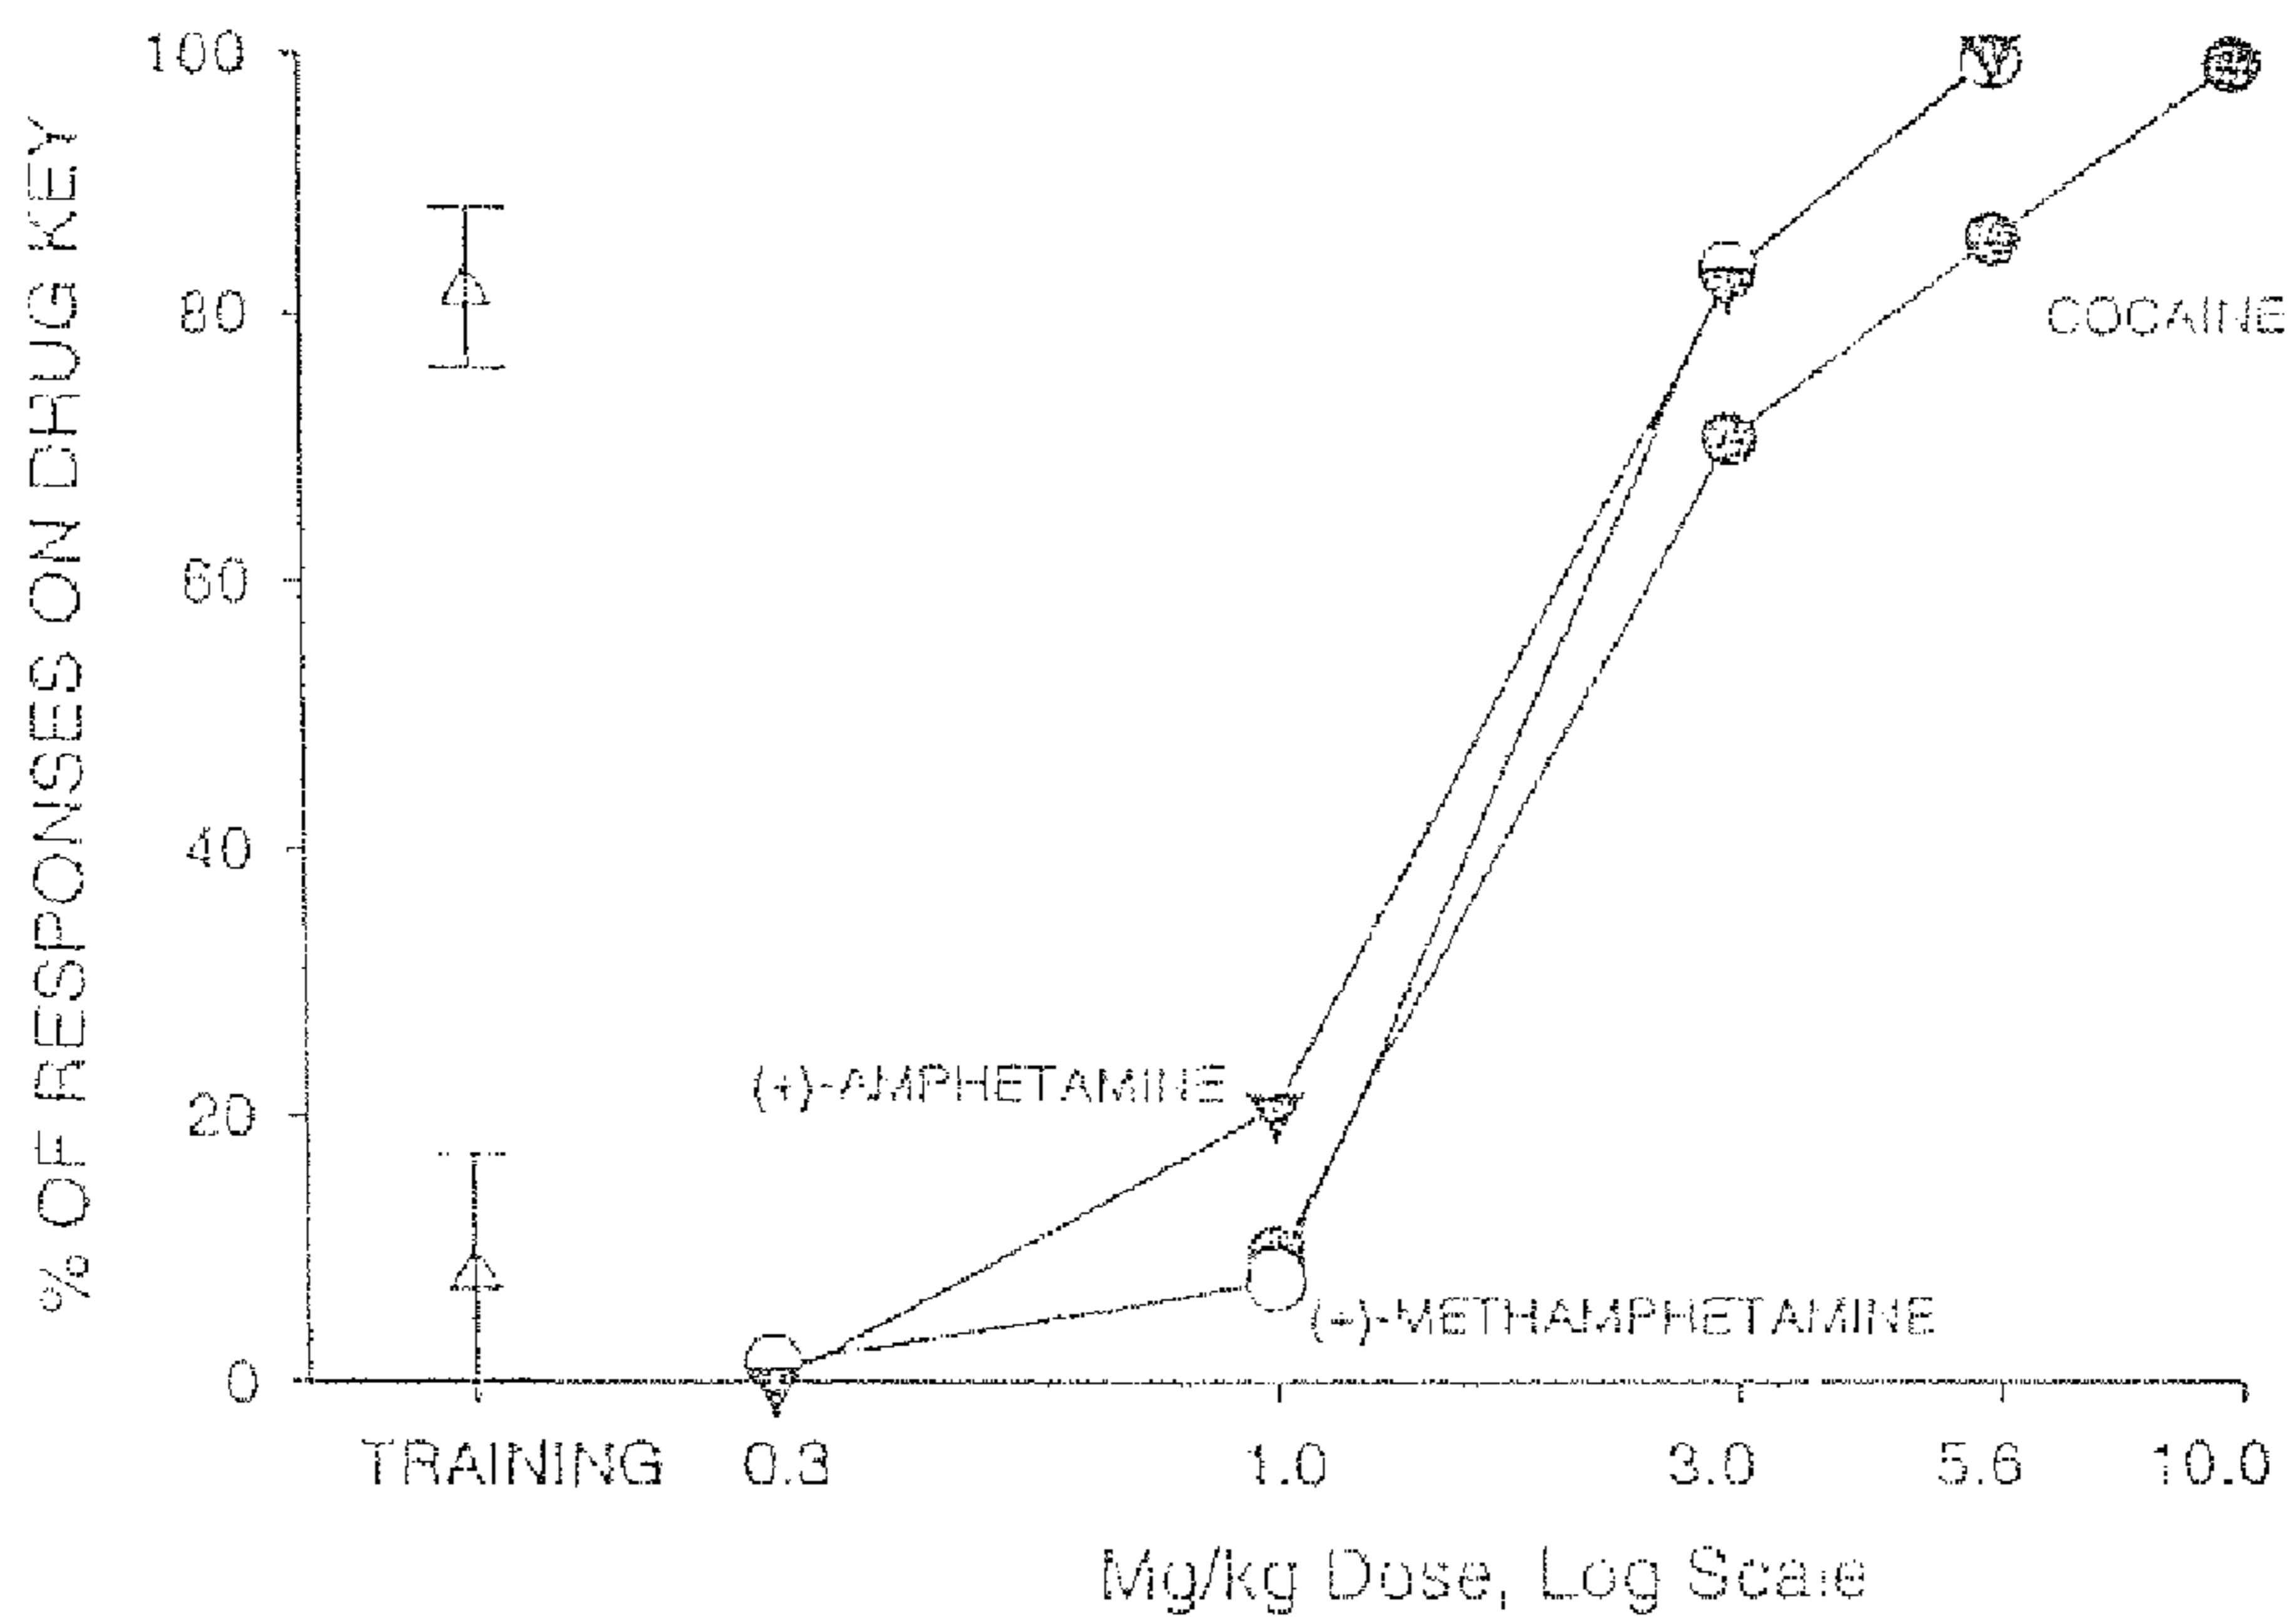 % OF RESPONSES ON DRUG KEY
100
80
60
40
20
0
COCAINE
(+)-AMPHETAMINE
(+)-METHAMPHETAMINE
TRAINING 0.3 1.0 3.0 5.6 10.0
Mg/kg Dose, Log Scale